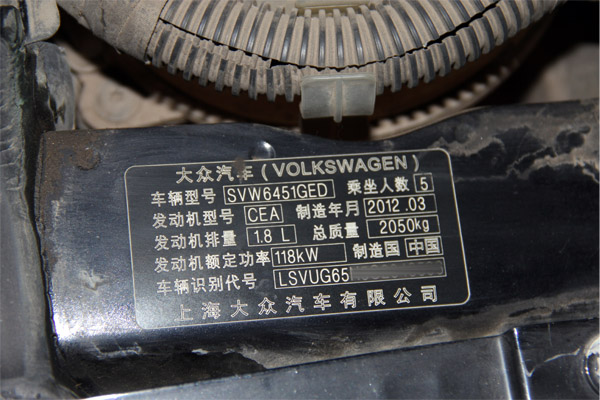 大众汽车(VOLKSWAGEN)
车辆型号 SVW6451GED 乘坐人数 5
发动机型号 CEA 制造年月 2012.03
发动机排量 1.8 L 总质量 2050kg
发动机额定功率 118kW 制造国 中国
车辆识别代号 LSVUG65
上海大众汽车有限公司